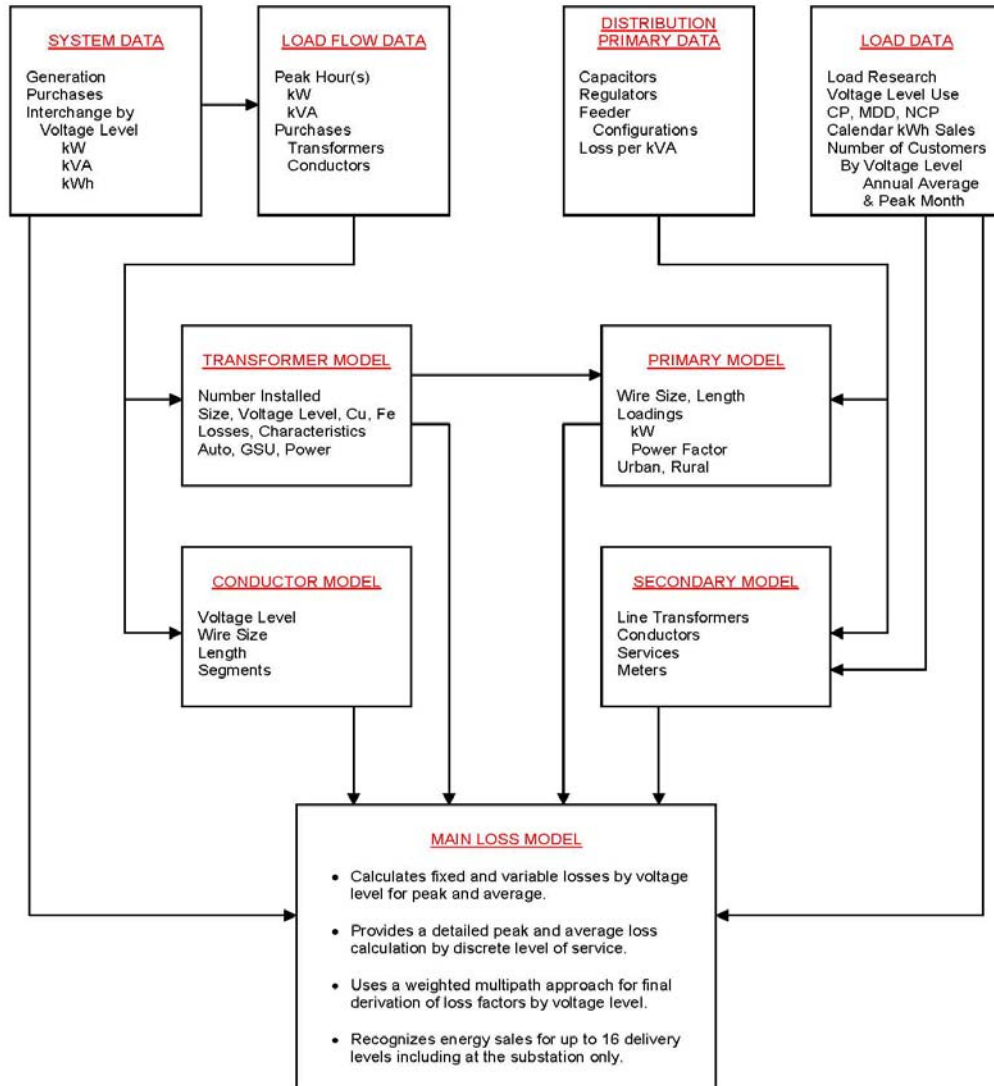 SYSTEM DATA
Generation
Purchases
Interchange by
Voltage Level
kW
kVA
kWh
LOAD FLOW DATA
Peak Hour(s)
kW
kVA
Purchases
Transformers
Conductors
DISTRIBUTION
PRIMARY DATA
Capacitors
Regulators
Feeder
Configurations
Loss per kVA
LOAD DATA
Load Research
Voltage Level Use
CP, MDD, NCP
Calendar kWh Sales
Number of Customers
By Voltage Level
Annual Average
& Peak Month
TRANSFORMER MODEL
Number Installed
Size, Voltage Level, Cu, Fe
Losses, Characteristics
Auto, GSU, Power
PRIMARY MODEL
Wire Size, Length
Loadings
kW
Power Factor
Urban, Rural
CONDUCTOR MODEL
Voltage Level
Wire Size
Length
Segments
SECONDARY MODEL
Line Transformers
Conductors
Services
Meters
MAIN LOSS MODEL
• Calculates fixed and variable losses by voltage
level for peak and average.
• Provides a detailed peak and average loss
calculation by discrete level of service.
• Uses a weighted multipath approach for final
derivation of loss factors by voltage level.
• Recognizes energy sales for up to 16 delivery
levels including at the substation only.